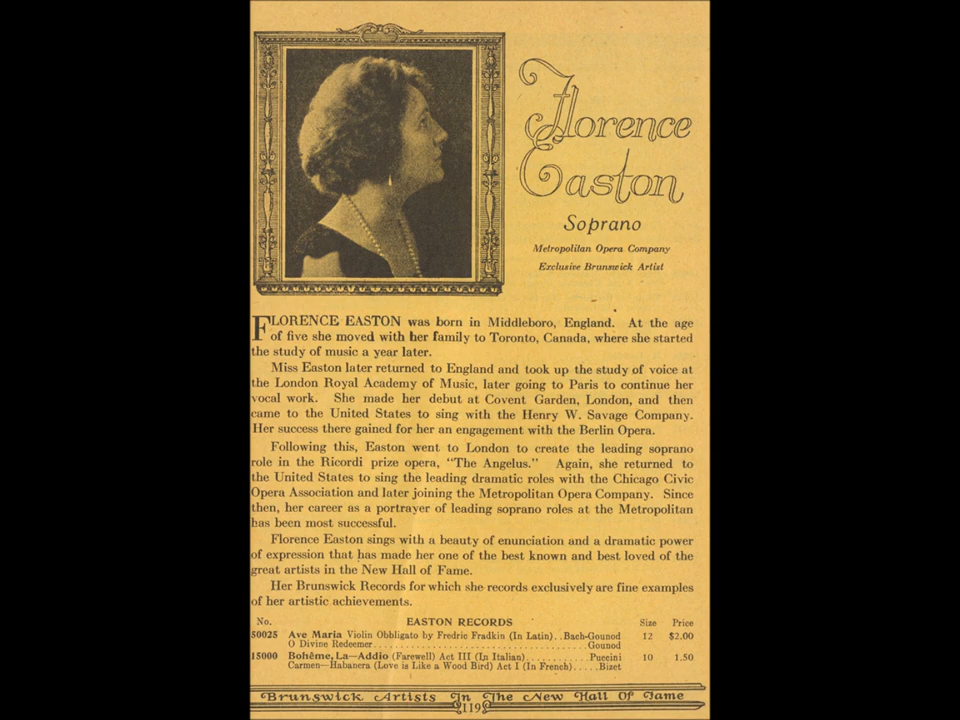 Florence
Easton
Soprano
Metropolitan Opera Company
Exclusive Brunswick Artist
FLORENCE EASTON was born in Middleboro, England. At the age
of five she moved with her family to Toronto, Canada, where she started
the study of music a year later.
Miss Easton later returned to England and took up the study of voice at
the London Royal Academy of Music, later going to Paris to continue her
vocal work. She made her debut at Covent Garden, London, and then
came to the United States to sing with the Henry W. Savage Company.
Her success there gained for her an engagement with the Berlin Opera.
Following this, Easton went to London to create the leading soprano
role in the Ricordi prize opera, "The Angelus." Again, she returned to
the United States to sing the leading dramatic roles with the Chicago Civic
Opera Association and later joining the Metropolitan Opera Company. Since
then, her career as a portrayer of leading soprano roles at the Metropolitan
has been most successful.
Florence Easton sings with a beauty of enunciation and a dramatic power
of expression that has made her one of the best known and best loved of the
great artists in the New Hall of Fame.
Her Brunswick Records for which she records exclusively are fine examples
of her artistic achievements.
No. EASTON RECORDS Size Price
50025 Ave Maria Violin Obbligato by Fredric Fradkin (In Latin)..Bach-Gounod 12 $2.00
O Divine Redeemer.....Gounod
15000 Bohême, La—Addio (Farewell) Act III (In Italian).....Puccini 10 1.50
Carmen—Habanera (Love is Like a Wood Bird) Act I (In French).....Bizet
Brunswick Artists In The New Hall Of Fame
119